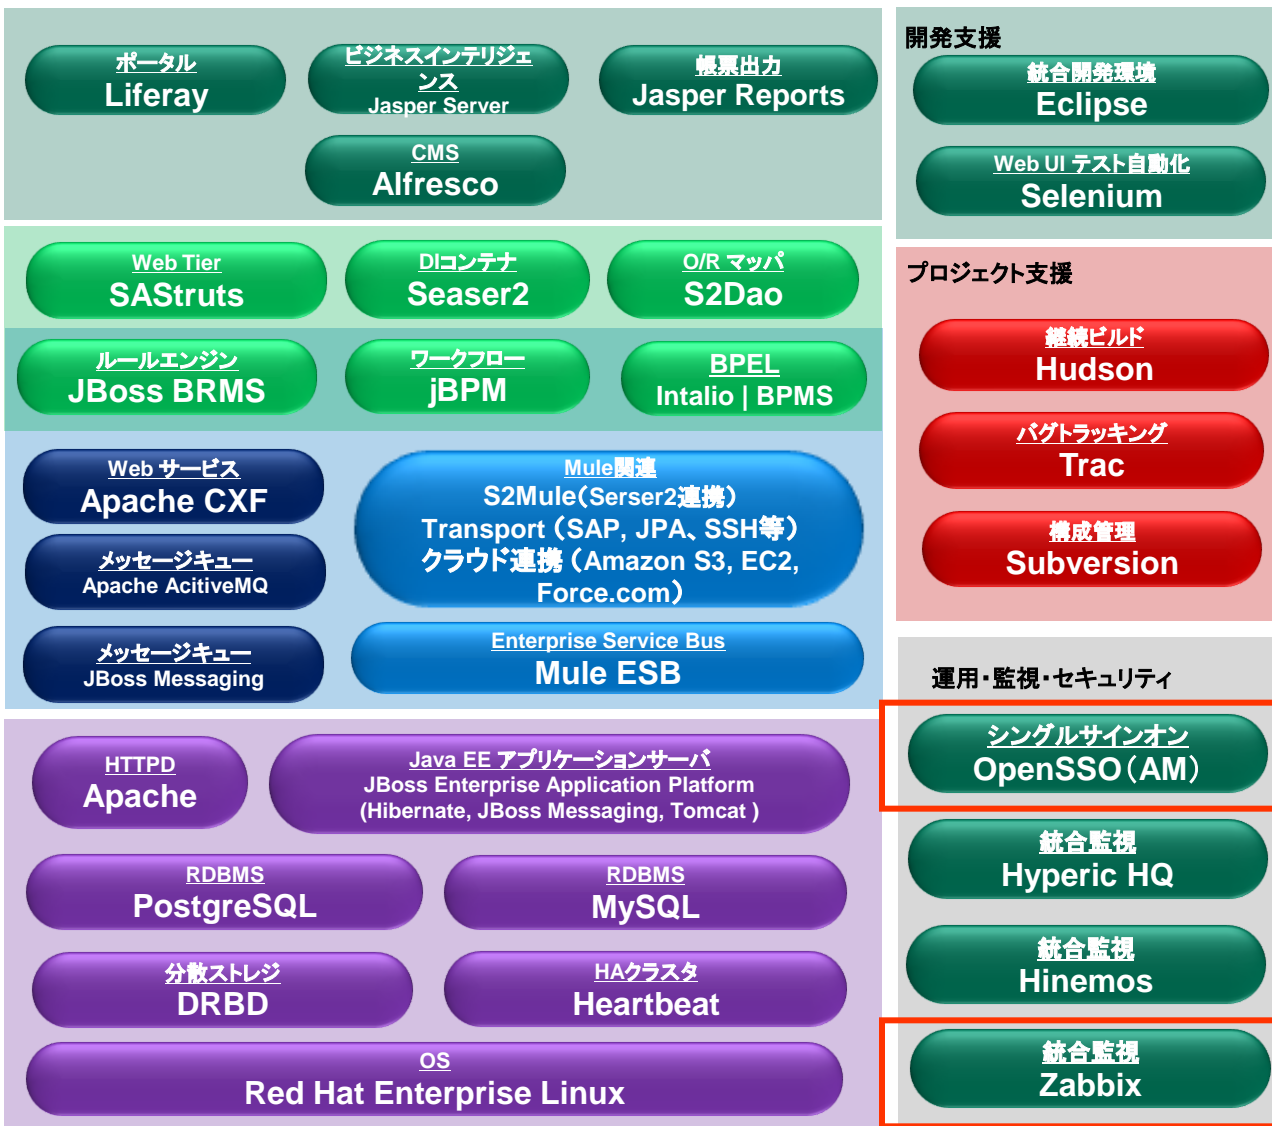 ポータル
Liferay
ビジネスインテリジェ
ンス
Jasper Server
帳票出力
Jasper Reports
CMS
Alfresco
Web Tier
SAStruts
DIコンテナ
Seaser2
O/R マッパ
S2Dao
ルールエンジン
JBoss BRMS
ワークフロー
jBPM
BPEL
Intalio | BPMS
Web サービス
Apache CXF
メッセージキュー
Apache AcitiveMQ
メッセージキュー
JBoss Messaging
Mule関連
S2Mule（Serser2連携）
Transport （SAP, JPA、SSH等）
クラウド連携 （Amazon S3, EC2,
Force.com）
Enterprise Service Bus
Mule ESB
HTTPD
Apache
Java EE アプリケーションサーバ
JBoss Enterprise Application Platform
(Hibernate, JBoss Messaging, Tomcat )
RDBMS
PostgreSQL
RDBMS
MySQL
分散ストレジ
DRBD
HAクラスタ
Heartbeat
OS
Red Hat Enterprise Linux
開発支援
統合開発環境
Eclipse
Web UI テスト自動化
Selenium
プロジェクト支援
継続ビルド
Hudson
バグトラッキング
Trac
構成管理
Subversion
運用・監視・セキュリティ
シングルサインオン
OpenSSO（AM）
統合監視
Hyperic HQ
統合監視
Hinemos
統合監視
Zabbix